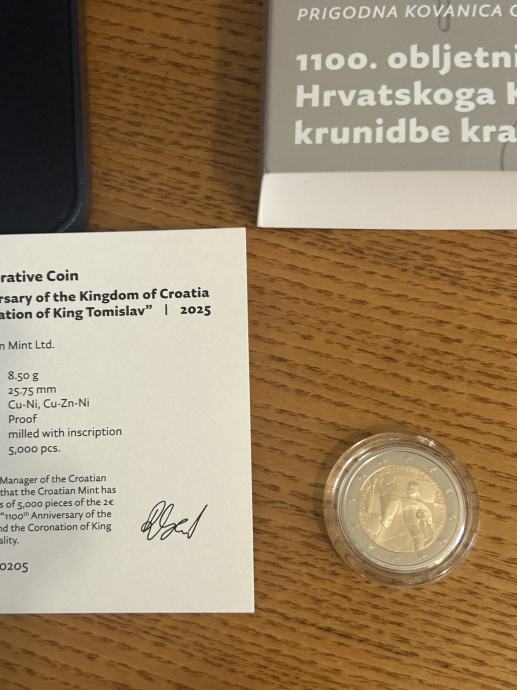 PRIGODNA KOVANICA
1100. obljetni
Hrvatskoga K
krunidbe kra
rative Coin
rsary of the Kingdom of Croatia
ation of King Tomislav" | 2025
n Mint Ltd.
8.50 g
25.75 mm
Cu-Ni, Cu-Zn-Ni
Proof
milled with inscription
5,000 pcs.
Manager of the Croatian
that the Croatian Mint has
s of 5,000 pieces of the 2€
"1100th Anniversary of the
nd the Coronation of King
ality.
0205